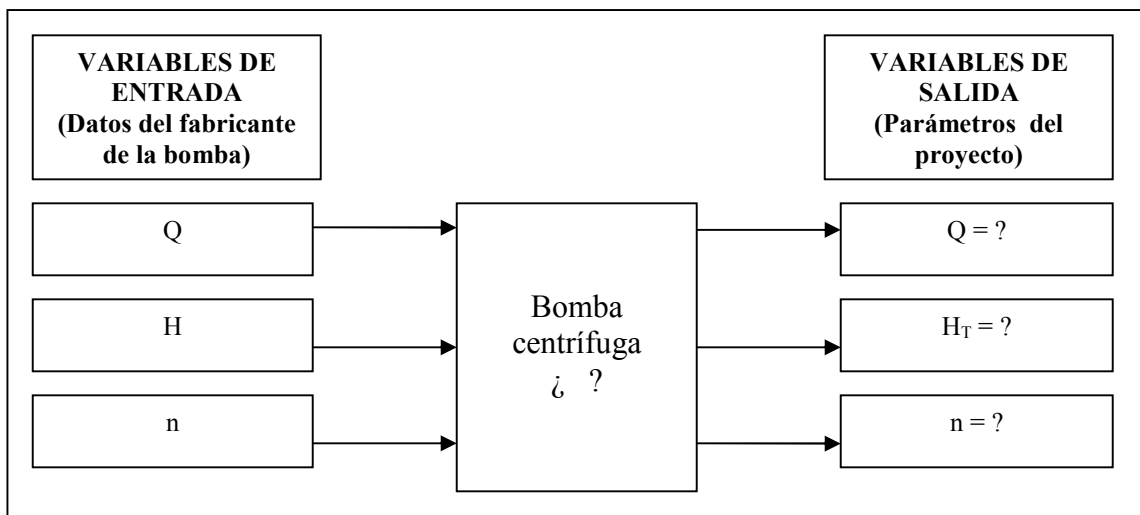 VARIABLES DE
ENTRADA
(Datos del fabricante
de la bomba)
VARIABLES DE
SALIDA
(Parámetros del
proyecto)
Q
H
n
Bomba
centrífuga
¿ ?
Q = ?
H_T = ?
n = ?